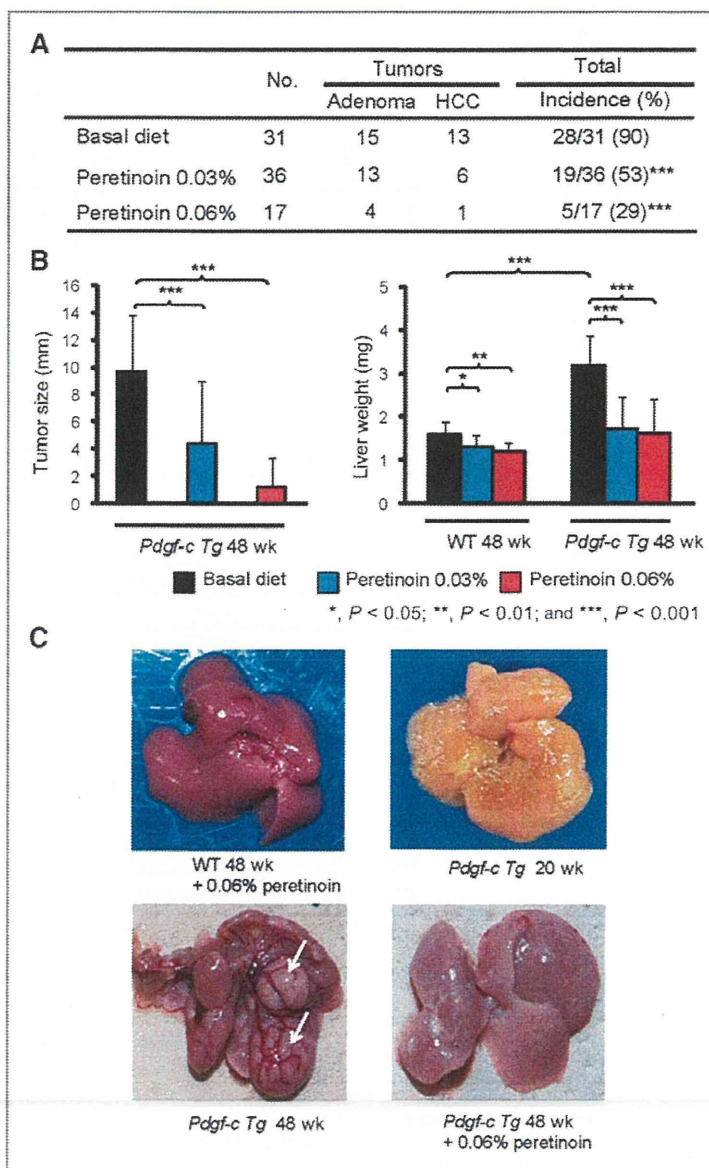 A
No. Tumors Total
Adenoma HCC Incidence (%)
Basal diet 31 15 13 28/31 (90)
Peretinoin 0.03% 36 13 6 19/36 (53)***
Peretinoin 0.06% 17 4 1 5/17 (29)***
B
Tumor size (mm)
16
14
12
10
8
6
4
2
0
***
***
Pdgf-c Tg 48 wk
Liver weight (mg)
5
4
3
2
1
0
***
**
*
***
***
WT 48 wk
Pdgf-c Tg 48 wk
Basal diet Peretinoin 0.03% Peretinoin 0.06%
*, P < 0.05; **, P < 0.01; and ***, P < 0.001
C
WT 48 wk
+ 0.06% peretinoin
Pdgf-c Tg 20 wk
Pdgf-c Tg 48 wk
Pdgf-c Tg 48 wk
+ 0.06% peretinoin